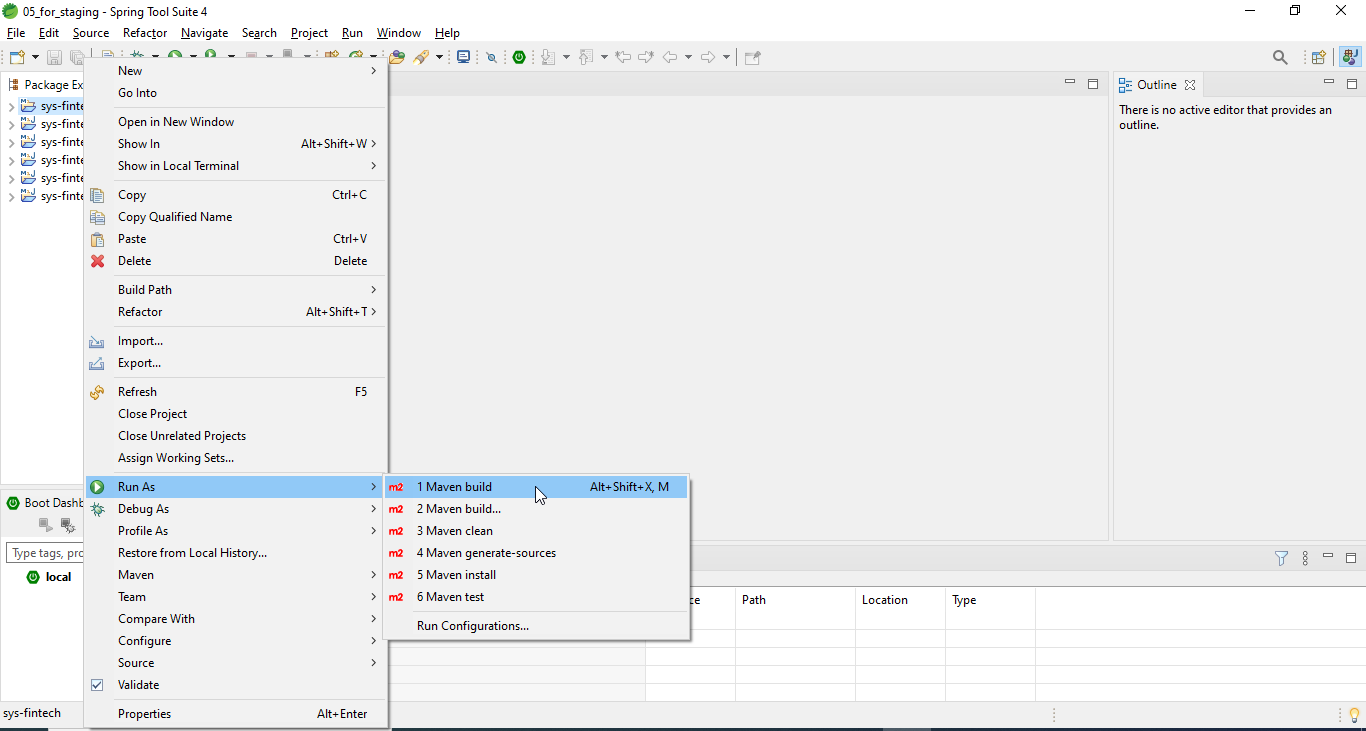 05_for_staging - Spring Tool Suite 4
File Edit Source Refactor Navigate Search Project Run Window Help
Package Ex
sys-finte
sys-finte
sys-finte
sys-finte
sys-finte
sys-finte
New
Go Into
Open in New Window
Show In Alt+Shift+W
Show in Local Terminal
Copy Ctrl+C
Copy Qualified Name
Paste Ctrl+V
Delete Delete
Build Path
Refactor Alt+Shift+T
Import...
Export...
Refresh F5
Close Project
Close Unrelated Projects
Assign Working Sets...
Run As
Debug As
Profile As
Restore from Local History...
Maven
Team
Compare With
Configure
Source
Validate
Properties Alt+Enter
m2 1 Maven build Alt+Shift+X, M
m2 2 Maven build...
m2 3 Maven clean
m2 4 Maven generate-sources
m2 5 Maven install
m2 6 Maven test
Run Configurations...
Outline
There is no active editor that provides an
outline.
Boot Dashb
Type tags, pro
local
ce Path Location Type
sys-fintech